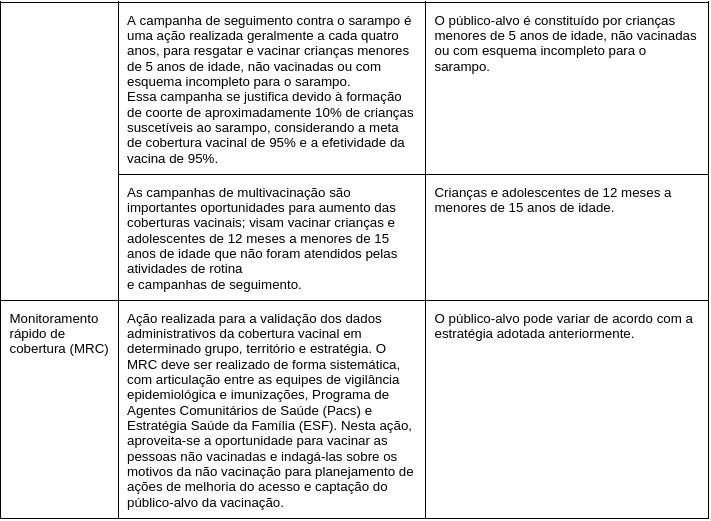 A campanha de seguimento contra o sarampo é
uma ação realizada geralmente a cada quatro
anos, para resgatar e vacinar crianças menores
de 5 anos de idade, não vacinadas ou com
esquema incompleto para o sarampo.
Essa campanha se justifica devido à formação
de coorte de aproximadamente 10% de crianças
suscetíveis ao sarampo, considerando a meta
de cobertura vacinal de 95% e a efetividade da
vacina de 95%.
O público-alvo é constituído por crianças
menores de 5 anos de idade, não vacinadas
ou com esquema incompleto para o
sarampo.
As campanhas de multivacinação são
importantes oportunidades para aumento das
coberturas vacinais; visam vacinar crianças e
adolescentes de 12 meses a menores de 15
anos de idade que não foram atendidos pelas
atividades de rotina
e campanhas de seguimento.
Crianças e adolescentes de 12 meses a
menores de 15 anos de idade.
Monitoramento
rápido de
cobertura (MRC)
Ação realizada para a validação dos dados
administrativos da cobertura vacinal em
determinado grupo, território e estratégia. O
MRC deve ser realizado de forma sistemática,
com articulação entre as equipes de vigilância
epidemiológica e imunizações, Programa de
Agentes Comunitários de Saúde (Pacs) e
Estratégia Saúde da Família (ESF). Nesta ação,
aproveita-se a oportunidade para vacinar as
pessoas não vacinadas e indagá-las sobre os
motivos da não vacinação para planejamento de
ações de melhoria do acesso e captação do
público-alvo da vacinação.
O público-alvo pode variar de acordo com a
estratégia adotada anteriormente.